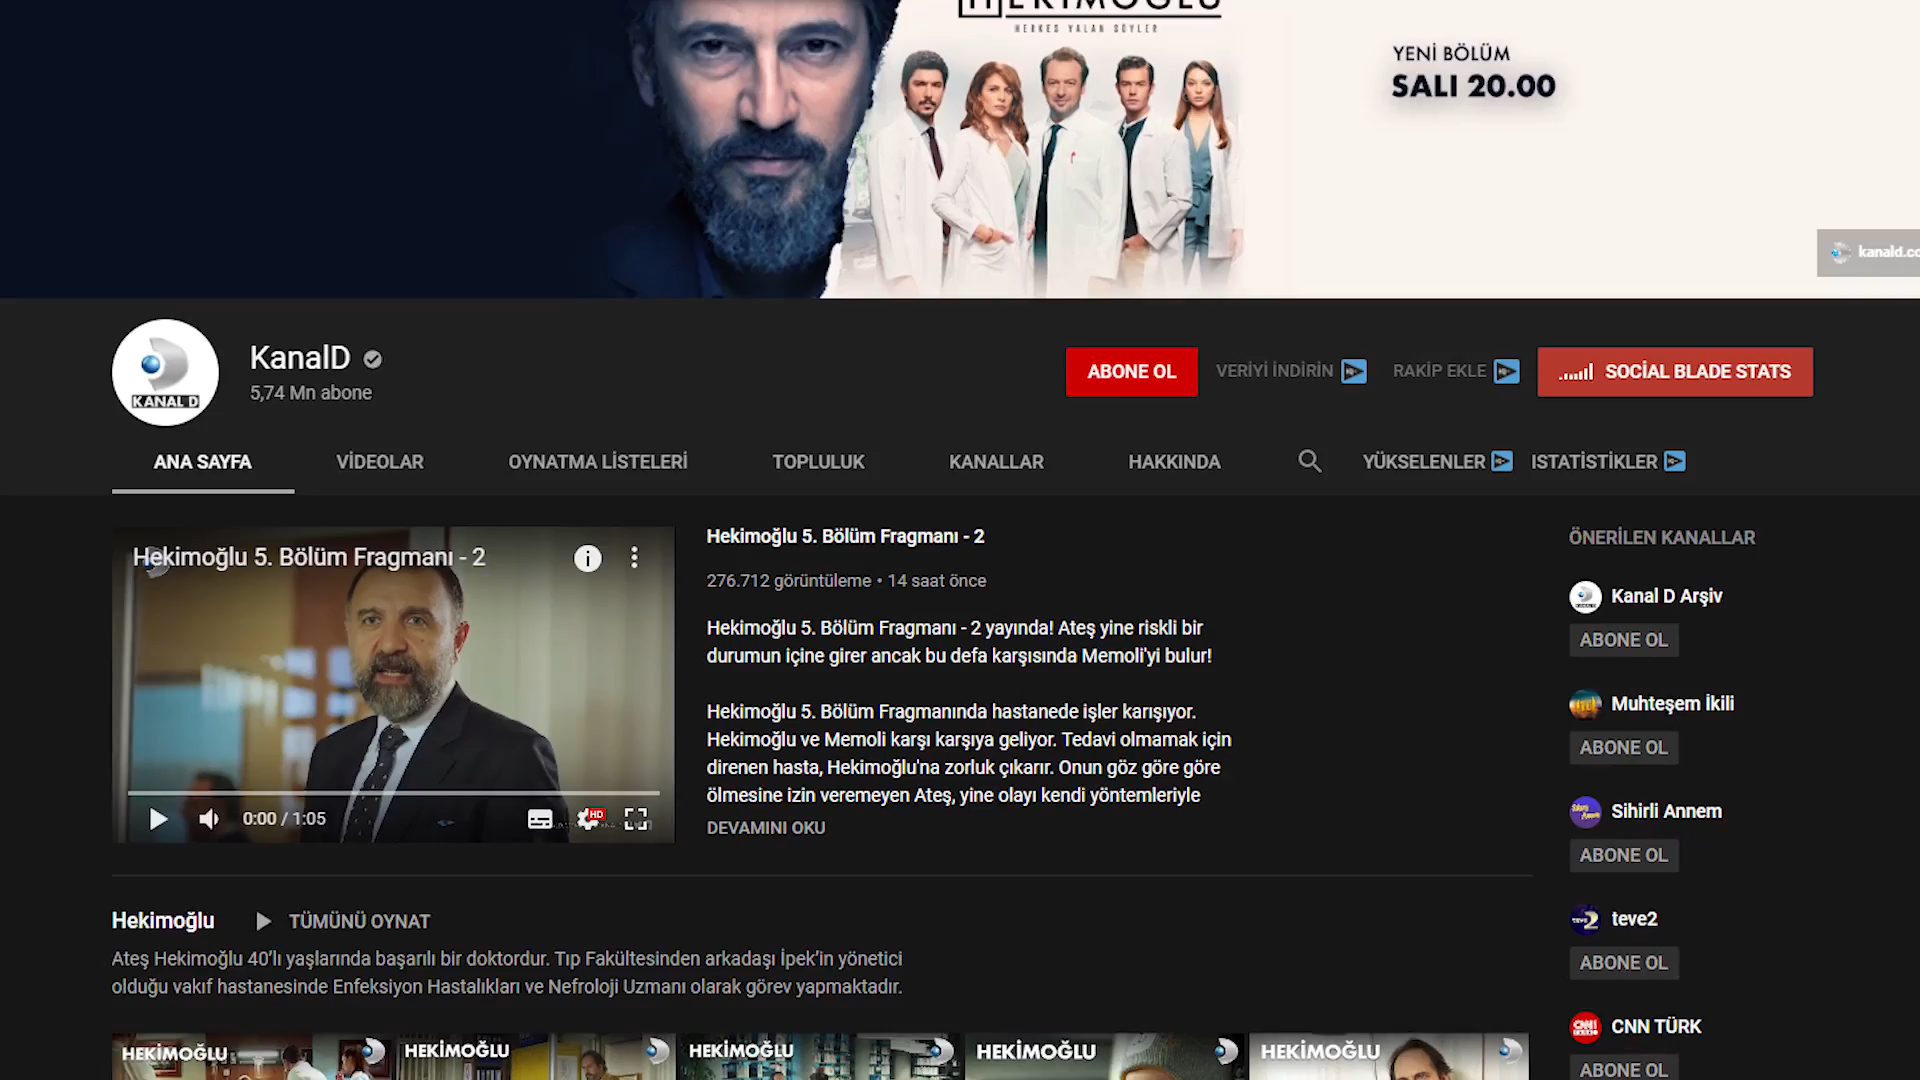 HEKİMOĞLU
HERKES YALAN SÖYLER
YENİ BÖLÜM
SALI 20.00
KANAL D
KanalD
5,74 Mn abone
ABONE OL
VERİYİ İNDİRİN
RAKİP EKLE
SOCİAL BLADE STATS
ANA SAYFA
VİDEOLAR
OYNATMA LİSTELERİ
TOPLULUK
KANALLAR
HAKKINDA
YÜKSELENLER
ISTATİSTİKLER
Hekimoğlu 5. Bölüm Fragmanı - 2
0:00 / 1:05
HD
Hekimoğlu 5. Bölüm Fragmanı - 2
276.712 görüntüleme • 14 saat önce
Hekimoğlu 5. Bölüm Fragmanı - 2 yayında! Ateş yine riskli bir
durumun içine girer ancak bu defa karşısında Memoli'yi bulur!
Hekimoğlu 5. Bölüm Fragmanında hastanede işler karışıyor.
Hekimoğlu ve Memoli karşı karşıya geliyor. Tedavi olmamak için
direnen hasta, Hekimoğlu'na zorluk çıkarır. Onun göz göre göre
ölmesine izin veremeyen Ateş, yine olayı kendi yöntemleriyle
DEVAMINI OKU
ÖNERİLEN KANALLAR
Kanal D Arşiv
ABONE OL
Muhteşem İkili
ABONE OL
Sihirli Annem
ABONE OL
teve2
ABONE OL
CNN TÜRK
ABONE OL
Hekimoğlu
TÜMÜNÜ OYNAT
Ateş Hekimoğlu 40’lı yaşlarında başarılı bir doktordur. Tıp Fakültesinden arkadaşı İpek’in yönetici
olduğu vakıf hastanesinde Enfeksiyon Hastalıkları ve Nefroloji Uzmanı olarak görev yapmaktadır.
HEKİMOĞLU
HEKİMOĞLU
HEKİMOĞLU
HEKİMOĞLU
HEKİMOĞLU